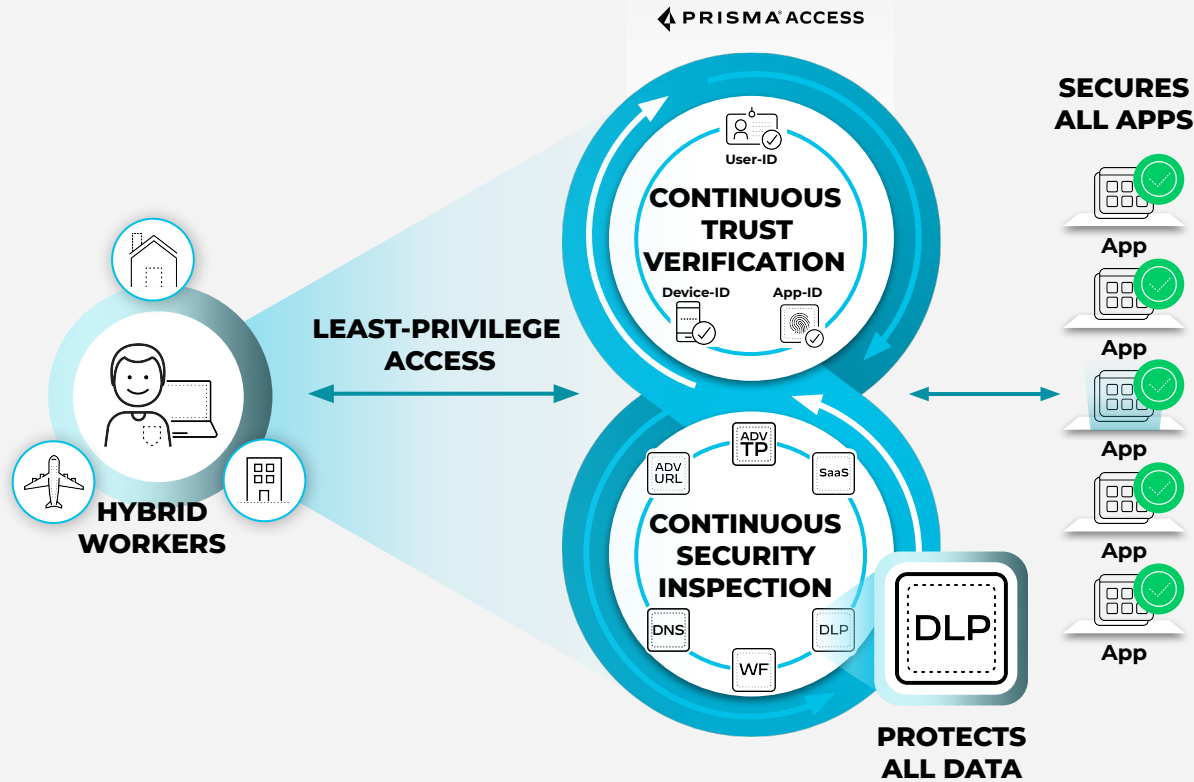 PRISMA® ACCESS
SECURES
ALL APPS
User-ID
CONTINUOUS
TRUST
VERIFICATION
Device-ID
App-ID
LEAST-PRIVILEGE
ACCESS
HYBRID
WORKERS
ADV
TP
ADV
URL
SaaS
CONTINUOUS
SECURITY
INSPECTION
DNS
DLP
WF
DLP
PROTECTS
ALL DATA
App
App
App
App
App